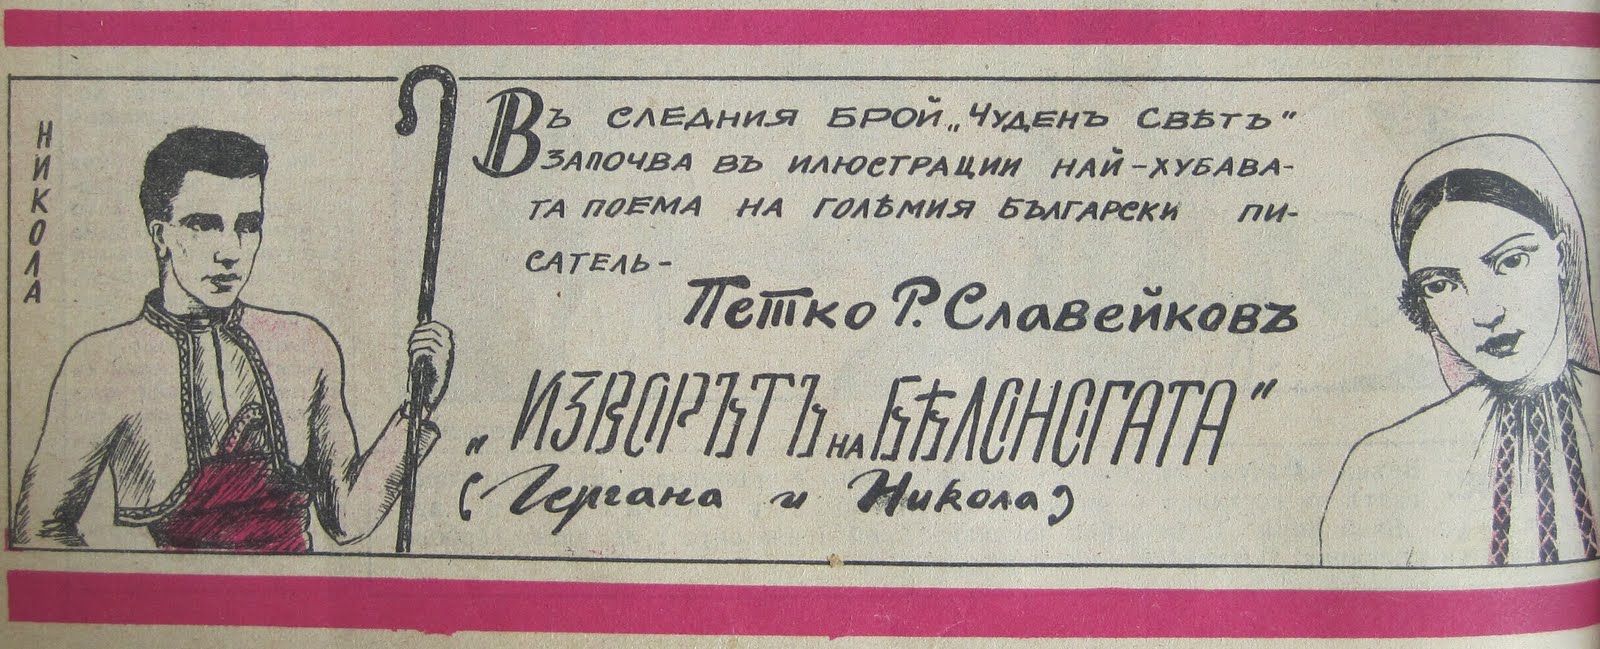 НИКОЛА
Въ следния брой „Чуденъ свѣтъ“
започва въ илюстрации най-хубава-
та поема на голѣмия български пи-
сатель-
Петко Р. Славейковъ
„ИЗВОРЪТЪ НА БѢЛОНОГАТА“
(Гергана и Никола)